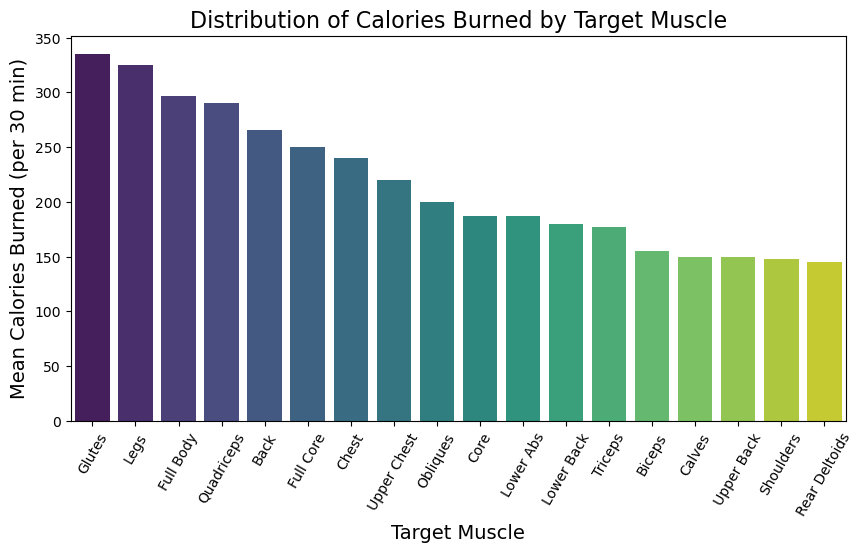 Distribution of Calories Burned by Target Muscle
Mean Calories Burned (per 30 min)
350
300
250
200
150
100
50
0
Glutes
Legs
Full Body
Quadriceps
Back
Full Core
Chest
Upper Chest
Obliques
Core
Lower Abs
Lower Back
Triceps
Biceps
Calves
Upper Back
Shoulders
Rear Deltoids
Target Muscle